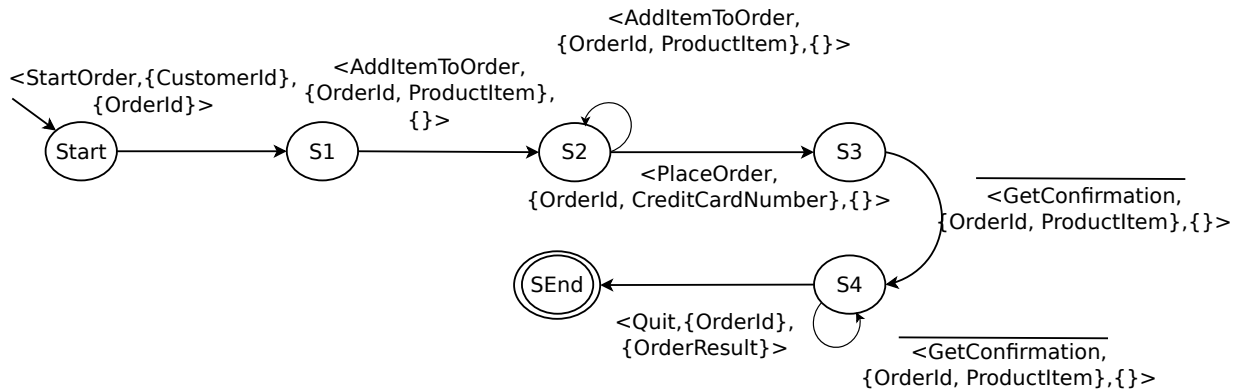 <AddItemToOrder,
{OrderId, ProductItem},{}>
<StartOrder,{CustomerId},
{OrderId}>
<AddItemToOrder,
{OrderId, ProductItem},
{}>
Start
S1
S2
S3
<PlaceOrder,
{OrderId, CreditCardNumber},{}>
<GetConfirmation,
{OrderId, ProductItem},{}>
SEnd
S4
<Quit,{OrderId},
{OrderResult}>
<GetConfirmation,
{OrderId, ProductItem},{}>